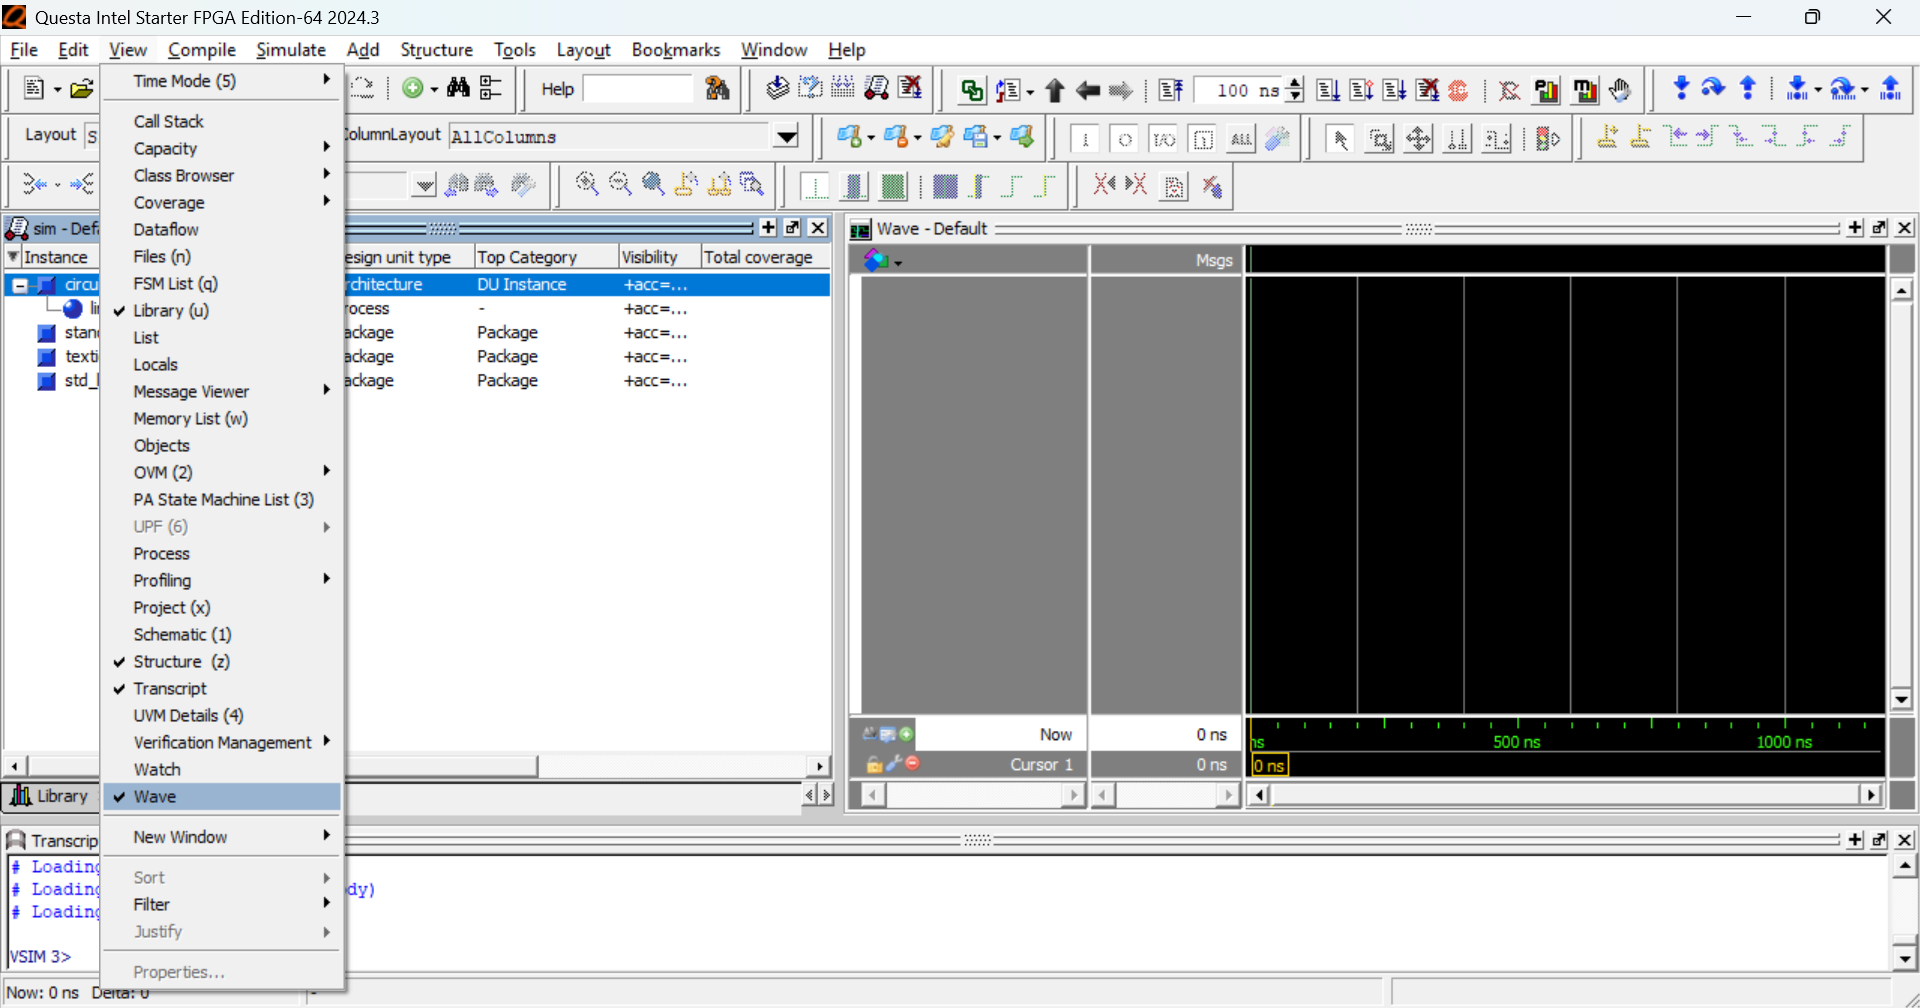 Questa Intel Starter FPGA Edition-64 2024.3
File Edit View Compile Simulate Add Structure Tools Layout Bookmarks Window Help
Help
100 ns
Layout S
ColumnLayout AllColumns
ALL
sim - Defa
Instance
esign unit type
Top Category
Visibility
Total coverage
circu
rchitecture
DU Instance
+acc=...
li
rocess
-
+acc=...
stan
ackage
Package
+acc=...
texti
ackage
Package
+acc=...
std_l
ackage
Package
+acc=...
Library
Time Mode (5)
Call Stack
Capacity
Class Browser
Coverage
Dataflow
Files (n)
FSM List (q)
Library (u)
List
Locals
Message Viewer
Memory List (w)
Objects
OVM (2)
PA State Machine List (3)
UPF (6)
Process
Profiling
Project (x)
Schematic (1)
Structure (z)
Transcript
UVM Details (4)
Verification Management
Watch
Wave
New Window
Sort
Filter
Justify
Properties...
Wave - Default
Msgs
Now
0 ns
Cursor 1
0 ns
ns
500 ns
1000 ns
0 ns
Transcrip
# Loading
# Loading
dy)
# Loading
VSIM 3>
Now: 0 ns Delta: 0
-